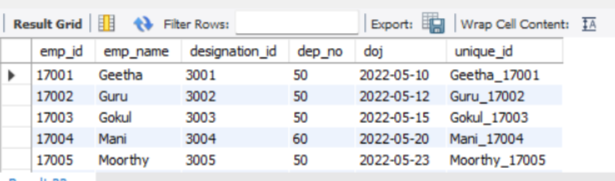 Result Grid Filter Rows: Export: Wrap Cell Content:
emp_id emp_name designation_id dep_no doj unique_id
17001 Geetha 3001 50 2022-05-10 Geetha_17001
17002 Guru 3002 50 2022-05-12 Guru_17002
17003 Gokul 3003 50 2022-05-15 Gokul_17003
17004 Mani 3004 60 2022-05-20 Mani_17004
17005 Moorthy 3005 50 2022-05-23 Moorthy_17005